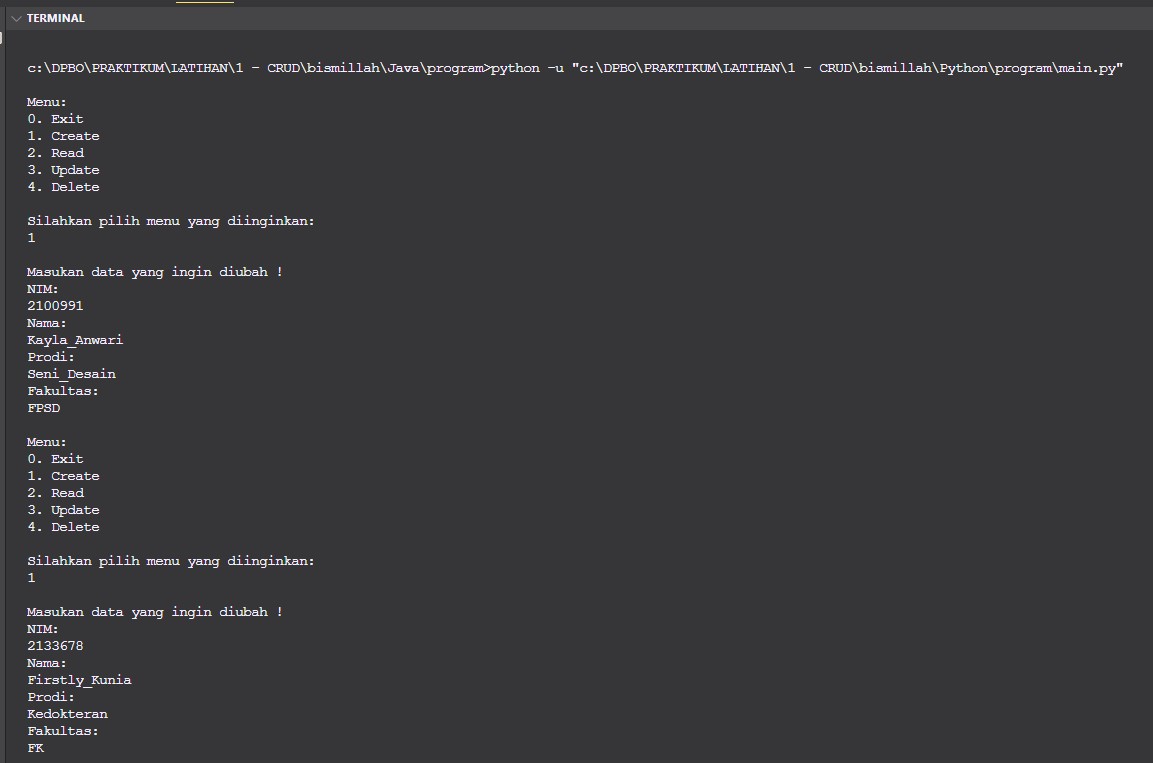 TERMINAL
c:\DPBO\PRAKTIKUM\LATIHAN\1 - CRUD\bismillah\Java\program>python -u "c:\DPBO\PRAKTIKUM\LATIHAN\1 - CRUD\bismillah\Python\program\main.py"
Menu:
0. Exit
1. Create
2. Read
3. Update
4. Delete
Silahkan pilih menu yang diinginkan:
1
Masukan data yang ingin diubah !
NIM:
2100991
Nama:
Kayla_Anwari
Prodi:
Seni_Desain
Fakultas:
FPSD
Menu:
0. Exit
1. Create
2. Read
3. Update
4. Delete
Silahkan pilih menu yang diinginkan:
1
Masukan data yang ingin diubah !
NIM:
2133678
Nama:
Firstly_Kunia
Prodi:
Kedokteran
Fakultas:
FK